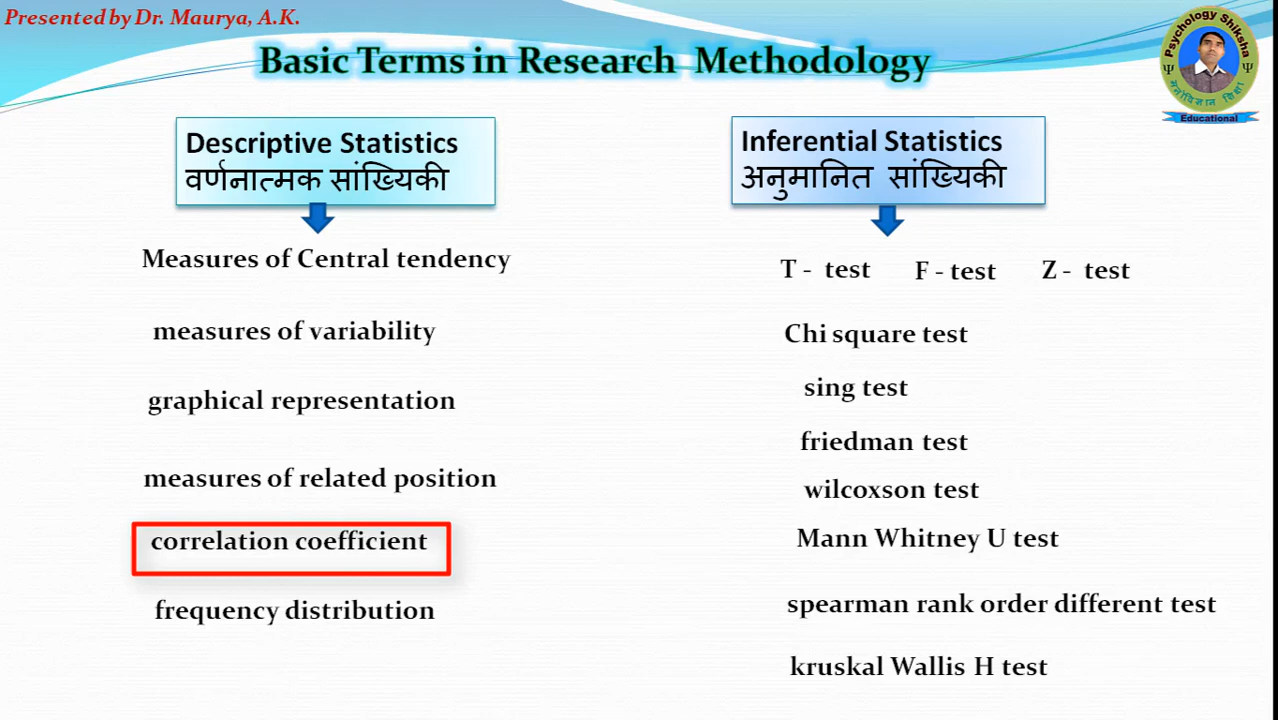 Presented by Dr. Maurya, A.K.
Basic Terms in Research Methodology
Psychology Shiksha
Ψ Ψ
मनोविज्ञान शिक्षा
Educational
Descriptive Statistics
वर्णनात्मक सांख्यिकी
Measures of Central tendency
measures of variability
graphical representation
measures of related position
correlation coefficient
frequency distribution
Inferential Statistics
अनुमानित सांख्यिकी
T - test F - test Z - test
Chi square test
sing test
friedman test
wilcoxson test
Mann Whitney U test
spearman rank order different test
kruskal Wallis H test